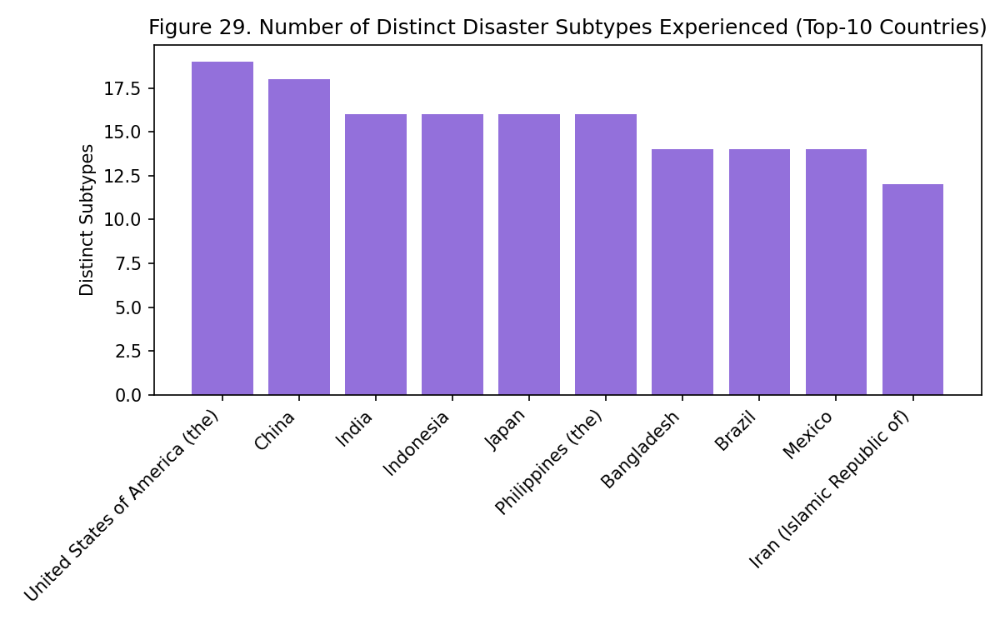 Figure 29. Number of Distinct Disaster Subtypes Experienced (Top-10 Countries)
Distinct Subtypes
17.5
15.0
12.5
10.0
7.5
5.0
2.5
0.0
United States of America (the)
China
India
Indonesia
Japan
Philippines (the)
Bangladesh
Brazil
Mexico
Iran (Islamic Republic of)